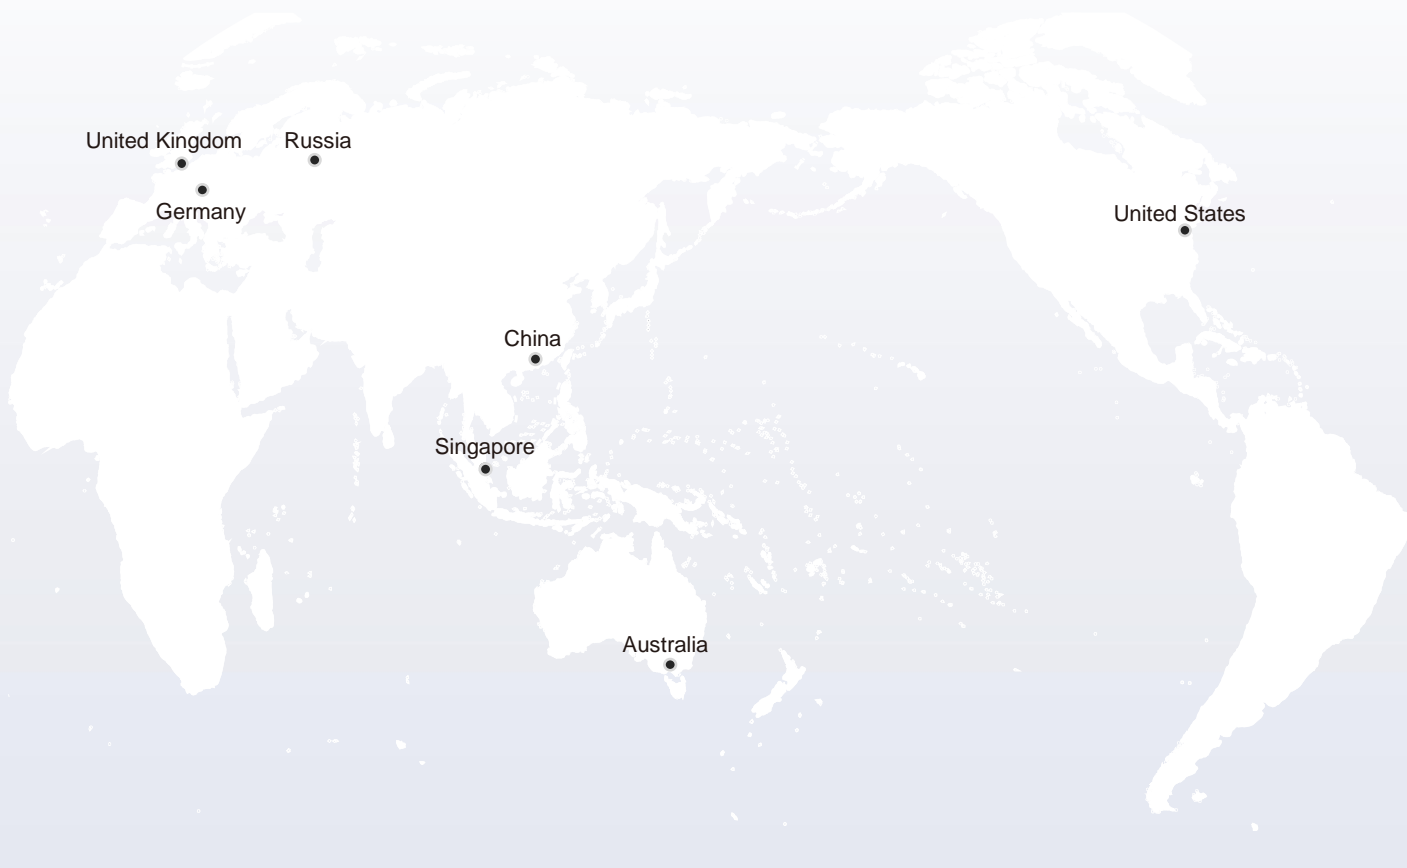 United Kingdom
Russia
Germany
United States
China
Singapore
Australia